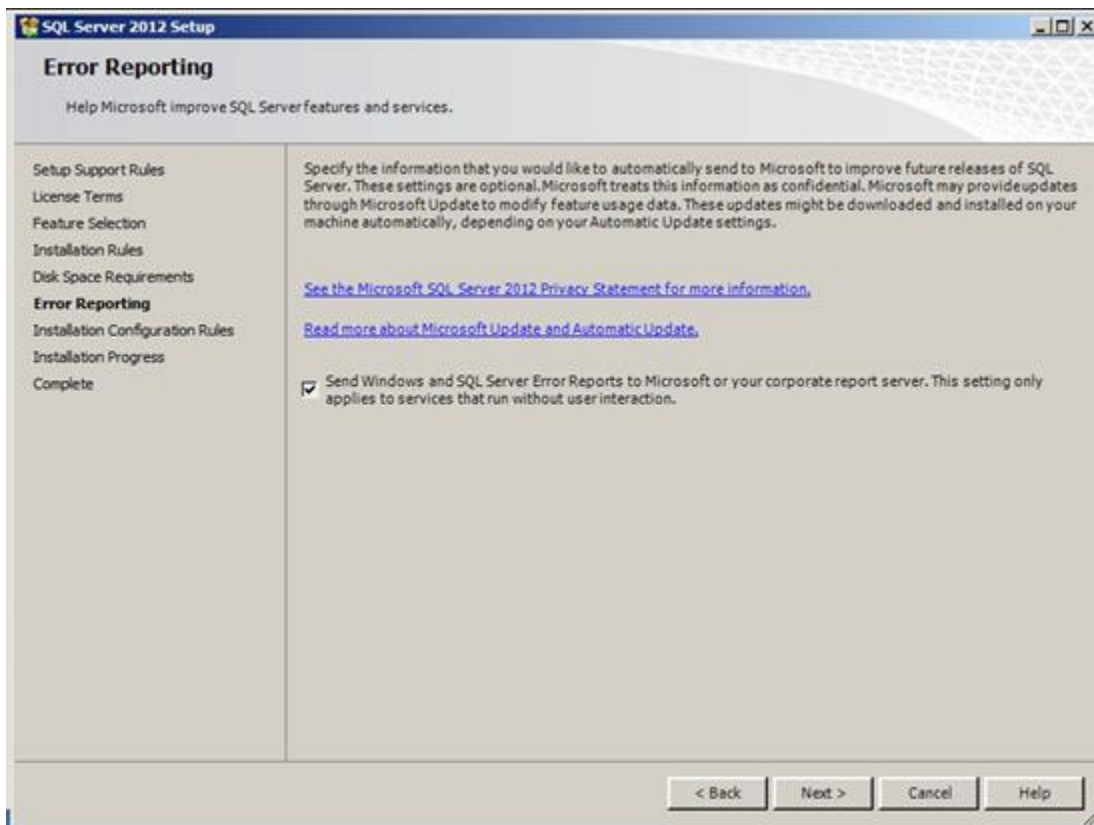 SQL Server 2012 Setup
Error Reporting
Help Microsoft improve SQL Server features and services.
Setup Support Rules
License Terms
Feature Selection
Installation Rules
Disk Space Requirements
Error Reporting
Installation Configuration Rules
Installation Progress
Complete
Specify the information that you would like to automatically send to Microsoft to improve future releases of SQL
Server. These settings are optional. Microsoft treats this information as confidential. Microsoft may provide updates
through Microsoft Update to modify feature usage data. These updates might be downloaded and installed on your
machine automatically, depending on your Automatic Update settings.
See the Microsoft SQL Server 2012 Privacy Statement for more information.
Read more about Microsoft Update and Automatic Update.
Send Windows and SQL Server Error Reports to Microsoft or your corporate report server. This setting only
applies to services that run without user interaction.
< Back Next > Cancel Help